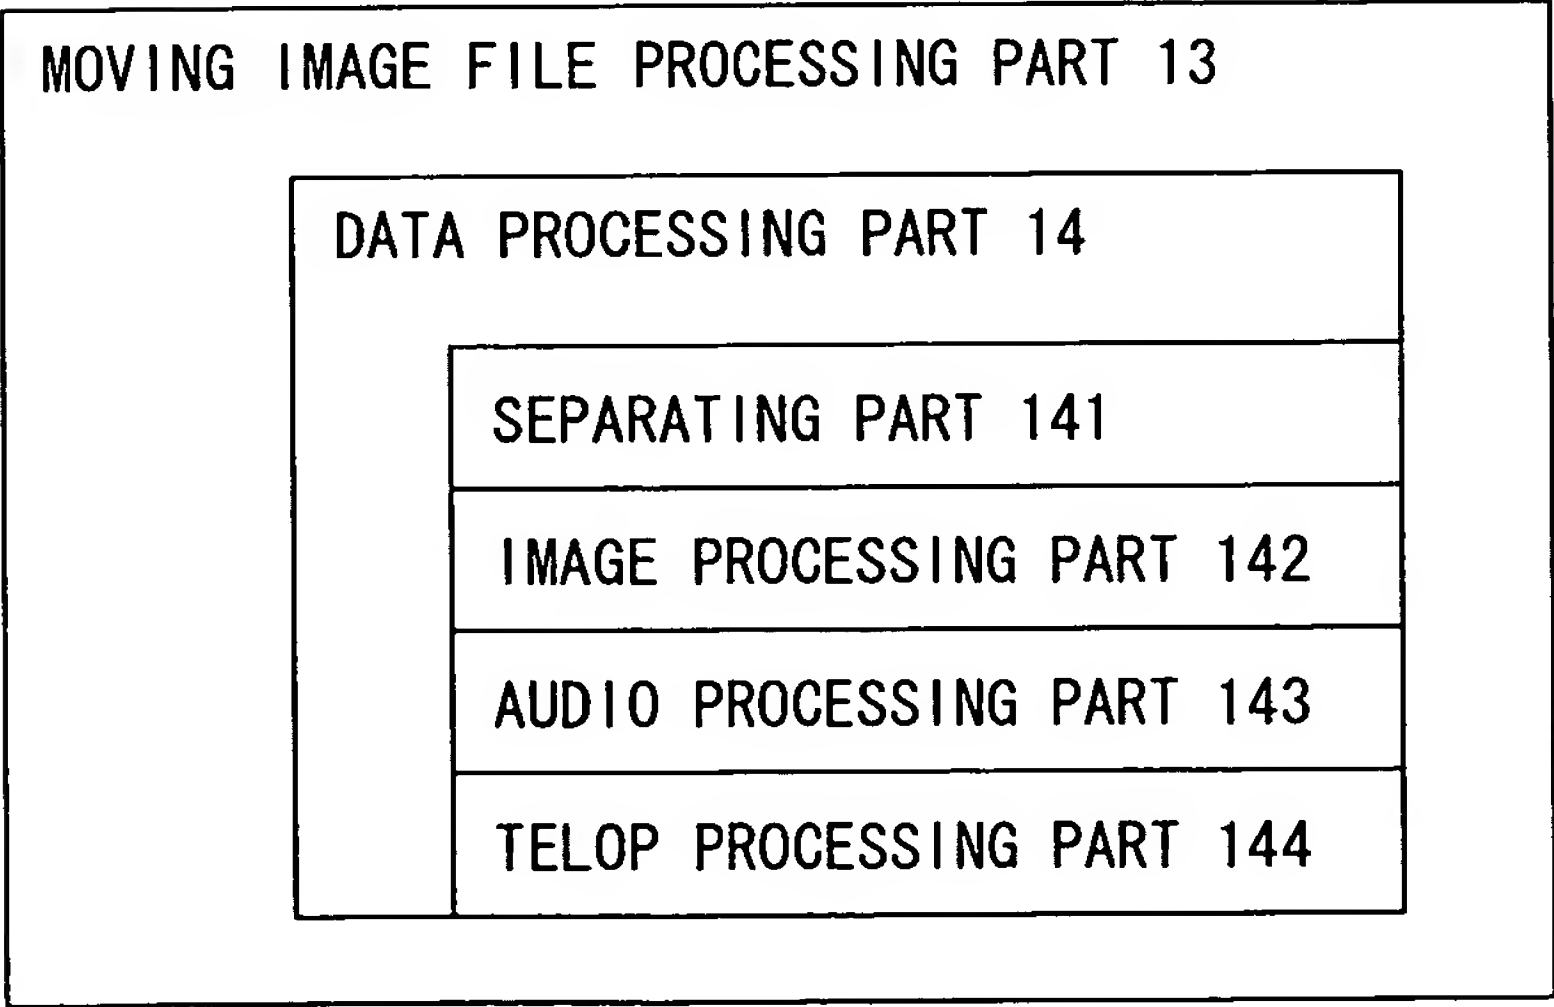 MOVING IMAGE FILE PROCESSING PART 13
DATA PROCESSING PART 14
SEPARATING PART 141
IMAGE PROCESSING PART 142
AUDIO PROCESSING PART 143
TELOP PROCESSING PART 144